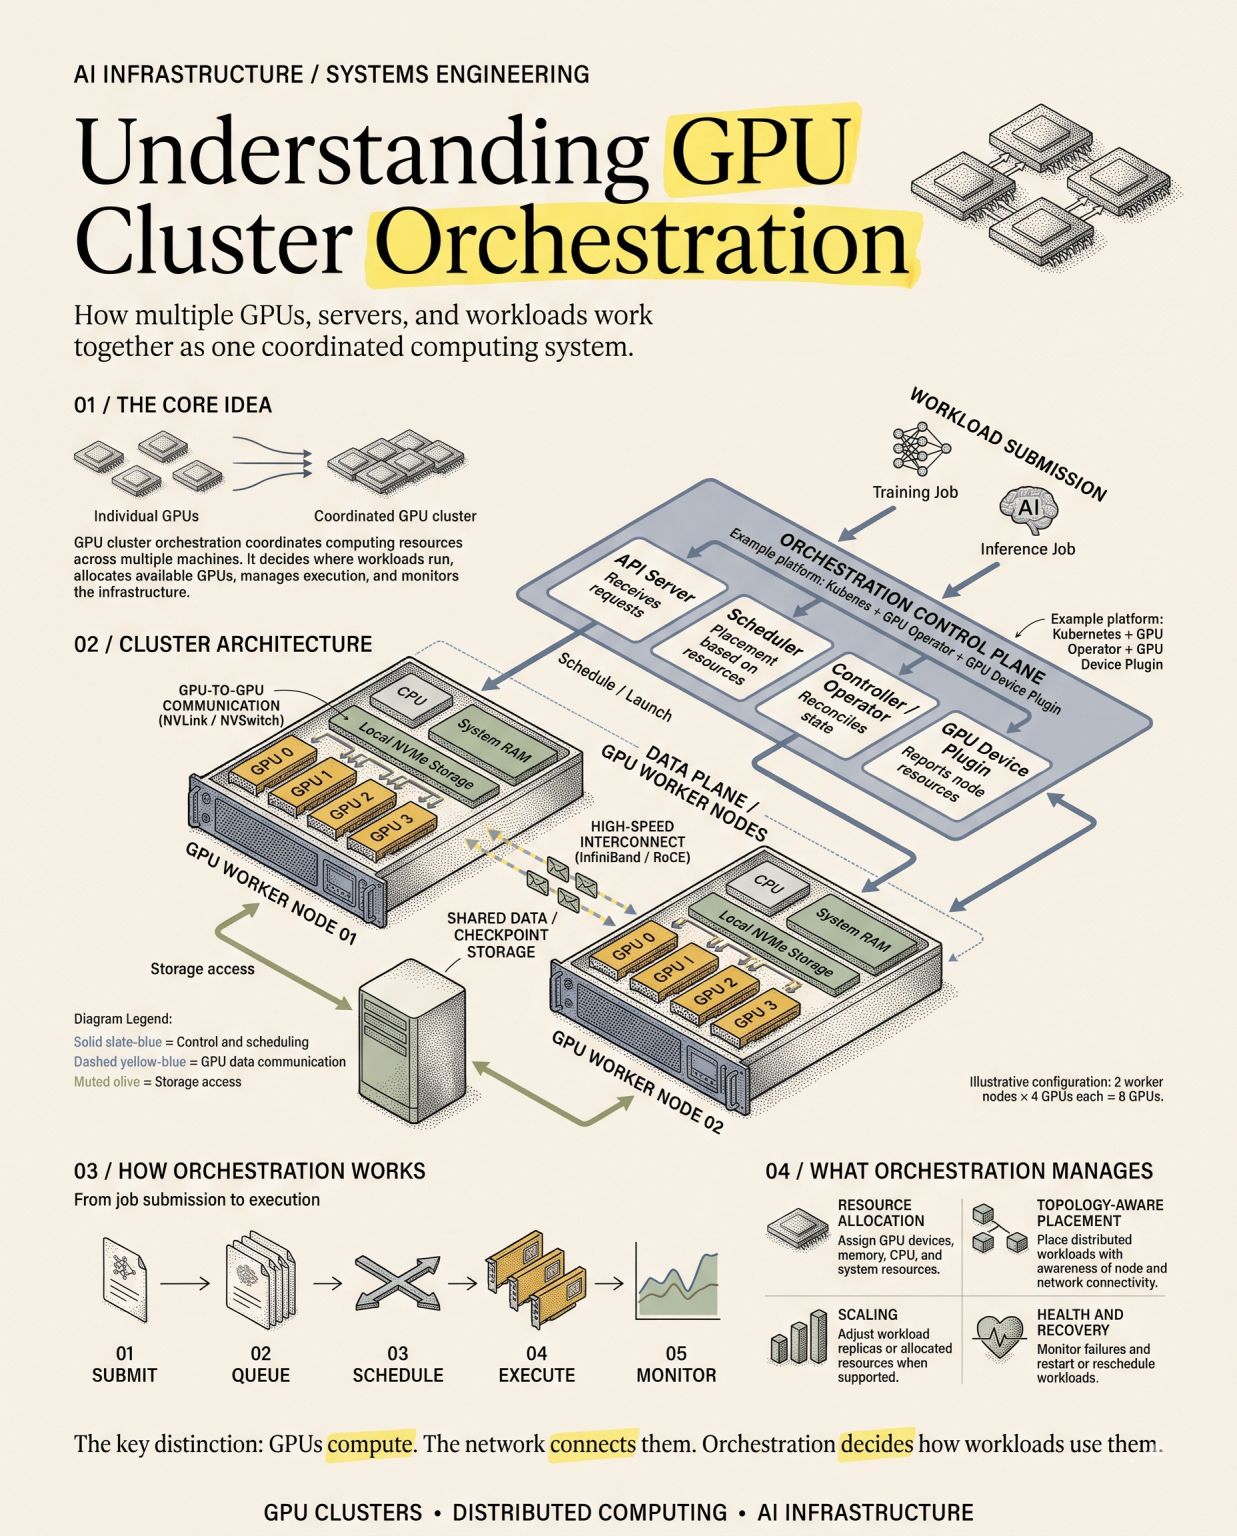 AI INFRASTRUCTURE / SYSTEMS ENGINEERING
Understanding GPU
Cluster Orchestration
How multiple GPUs, servers, and workloads work
together as one coordinated computing system.
01 / THE CORE IDEA
Individual GPUs
Coordinated GPU cluster
GPU cluster orchestration coordinates computing resources
across multiple machines. It decides where workloads run,
allocates available GPUs, manages execution, and monitors
the infrastructure.
WORKLOAD SUBMISSION
Training Job
AI
Inference Job
ORCHESTRATION CONTROL PLANE
Example platform: Kubenes + GPU Operator + GPU Device Plugin
API Server
Receives
requests
Scheduler
Placement
based on
resources
Controller /
Operator
Reconciles
state
GPU Device
Plugin
Reports node
resources
Example platform:
Kubernetes + GPU
Operator + GPU
Device Plugin
02 / CLUSTER ARCHITECTURE
GPU-TO-GPU
COMMUNICATION
(NVLink / NVSwitch)
Schedule / Launch
DATA PLANE /
GPU WORKER NODES
CPU
System RAM
Local NVMe Storage
GPU 0
GPU 1
GPU 2
GPU 3
GPU WORKER NODE 01
HIGH-SPEED
INTERCONNECT
(InfiniBand / RoCE)
SHARED DATA /
CHECKPOINT
STORAGE
Storage access
CPU
System RAM
Local NVMe Storage
GPU 0
GPU 1
GPU 2
GPU 3
GPU WORKER NODE 02
Diagram Legend:
Solid slate-blue = Control and scheduling
Dashed yellow-blue = GPU data communication
Muted olive = Storage access
Illustrative configuration: 2 worker
nodes × 4 GPUs each = 8 GPUs.
03 / HOW ORCHESTRATION WORKS
From job submission to execution
01
SUBMIT
02
QUEUE
03
SCHEDULE
04
EXECUTE
05
MONITOR
04 / WHAT ORCHESTRATION MANAGES
RESOURCE
ALLOCATION
Assign GPU devices,
memory, CPU, and
system resources.
TOPOLOGY-AWARE
PLACEMENT
Place distributed
workloads with
awareness of node and
network connectivity.
SCALING
Adjust workload
replicas or allocated
resources when
supported.
HEALTH AND
RECOVERY
Monitor failures and
restart or reschedule
workloads.
The key distinction: GPUs compute. The network connects them. Orchestration decides how workloads use them.
GPU CLUSTERS • DISTRIBUTED COMPUTING • AI INFRASTRUCTURE